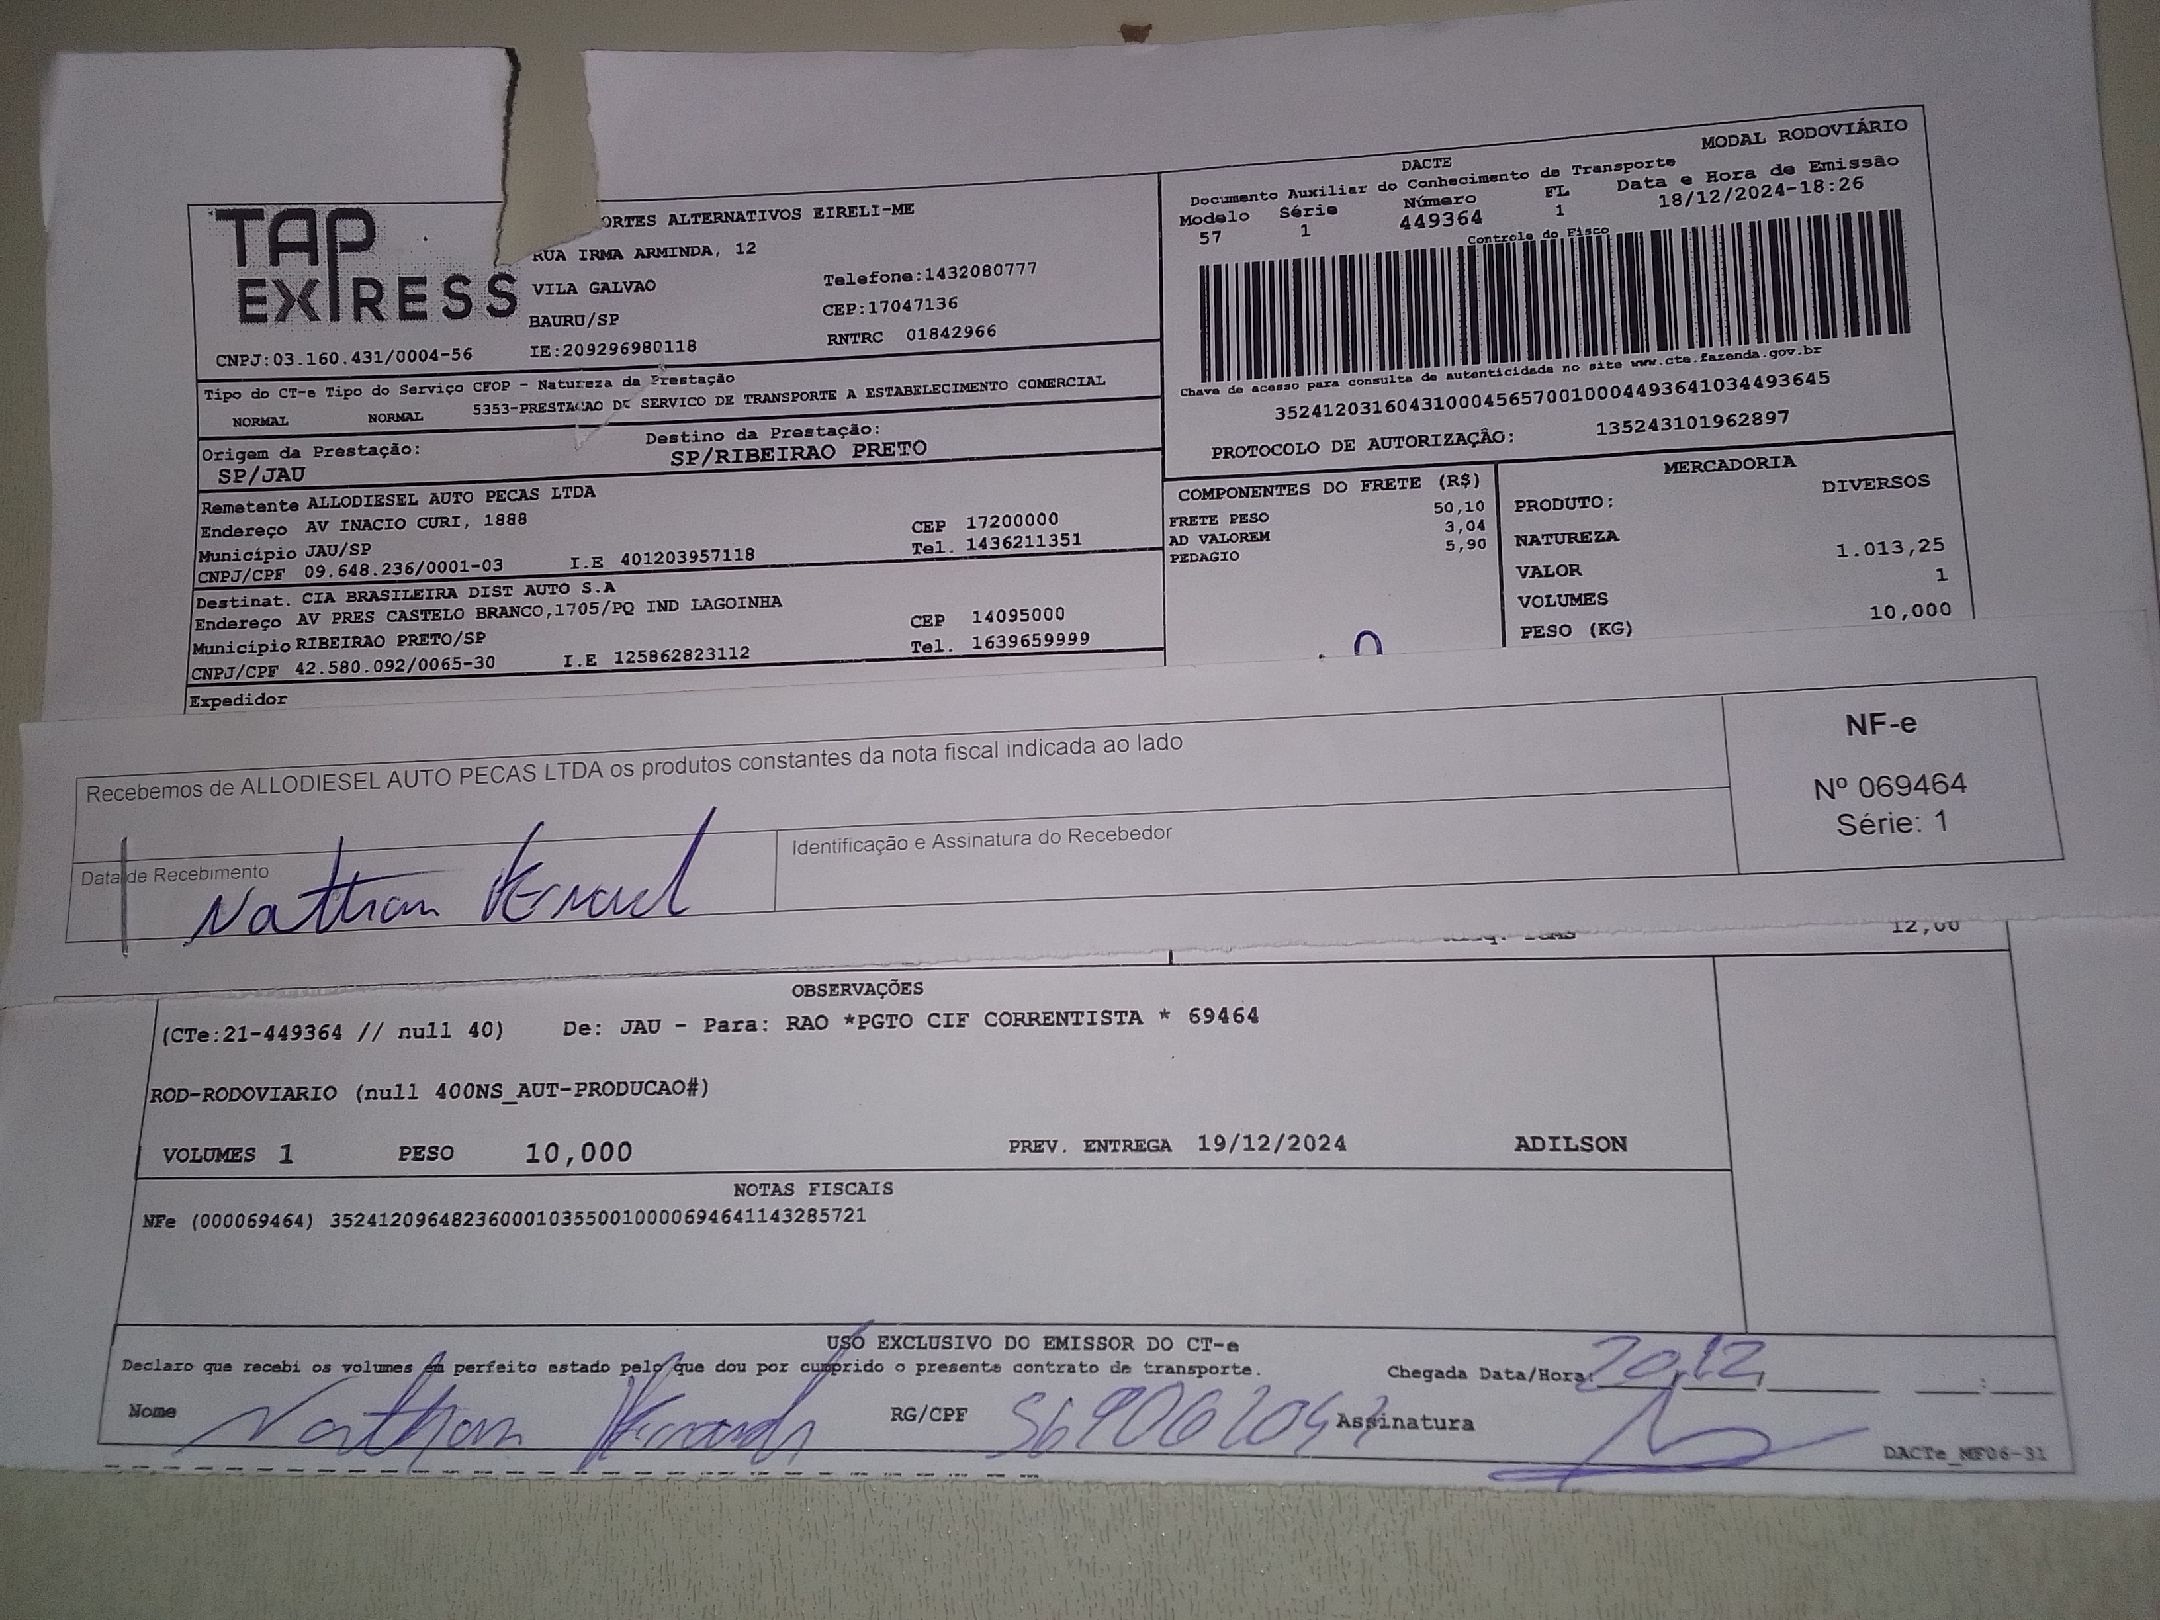 TAP EXPRESS
ORTES ALTERNATIVOS EIRELI-ME
RUA IRMA ARMINDA, 12
VILA GALVAO Telefone:1432080777
BAURU/SP CEP:17047136
CNPJ:03.160.431/0004-56 IE:209296980118 RNTRC 01842966
DACTE MODAL RODOVIÁRIO
Documento Auxiliar do Conhecimento de Transporte
Modelo Série Número FL Data e Hora de Emissão
57 1 449364 1 18/12/2024-18:26
Controle do Fisco
Chave de acesso para consulta de autenticidade no site www.cte.fazenda.gov.br
35241203160431000456570010004493641034493645
PROTOCOLO DE AUTORIZAÇÃO: 135243101962897
Tipo do CT-e Tipo do Serviço CFOP - Natureza da Prestação
NORMAL NORMAL 5353-PRESTACAO DE SERVICO DE TRANSPORTE A ESTABELECIMENTO COMERCIAL
Origem da Prestação: Destino da Prestação:
SP/JAU SP/RIBEIRAO PRETO
Remetente ALLODIESEL AUTO PECAS LTDA
Endereço AV INACIO CURI, 1888 CEP 17200000
Município JAU/SP Tel. 1436211351
CNPJ/CPF 09.648.236/0001-03 I.E 401203957118
Destinat. CIA BRASILEIRA DIST AUTO S.A
Endereço AV PRES CASTELO BRANCO,1705/PQ IND LAGOINHA CEP 14095000
Município RIBEIRAO PRETO/SP Tel. 1639659999
CNPJ/CPF 42.580.092/0065-30 I.E 125862823112
Expedidor
COMPONENTES DO FRETE (R$)
FRETE PESO 50,10
AD VALOREM 3,04
PEDAGIO 5,90
MERCADORIA
PRODUTO: DIVERSOS
NATUREZA
VALOR 1.013,25
VOLUMES 1
PESO (KG) 10,000
Recebemos de ALLODIESEL AUTO PECAS LTDA os produtos constantes da nota fiscal indicada ao lado
NF-e
Nº 069464
Série: 1
Data de Recebimento Identificação e Assinatura do Recebedor
Nathan
12,00
OBSERVAÇÕES
(CTe:21-449364 // null 40) De: JAU - Para: RAO *PGTO CIF CORRENTISTA * 69464
ROD-RODOVIARIO (null 400NS_AUT-PRODUCAO#)
VOLUMES 1 PESO 10,000 PREV. ENTREGA 19/12/2024 ADILSON
NOTAS FISCAIS
NFe (000069464) 35241209648236000103550010000694641143285721
USO EXCLUSIVO DO EMISSOR DO CT-e
Declaro que recebi os volumes em perfeito estado pelo que dou por cumprido o presente contrato de transporte. Chegada Data/Hora: 20,12
Nome Nathan RG/CPF Assinatura
DACTe_MF06-31